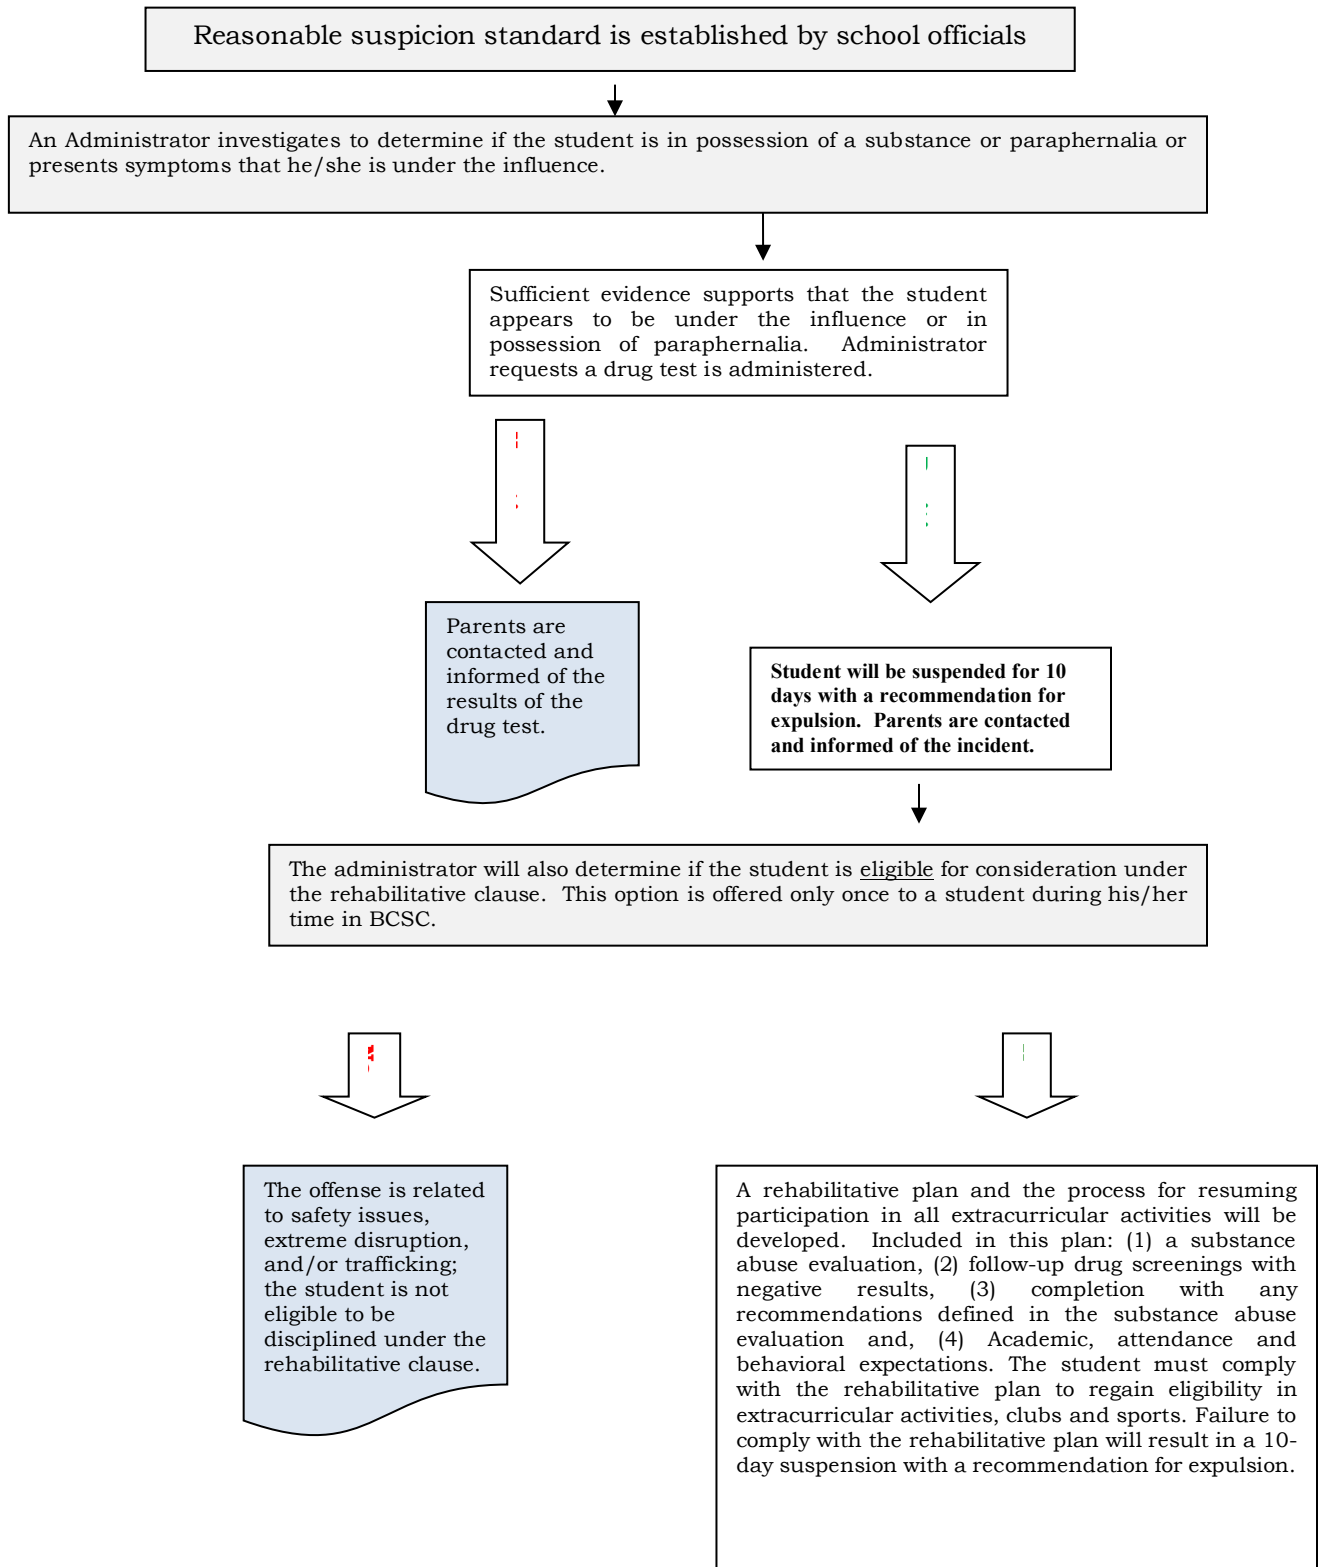 Reasonable suspicion standard is established by school officials
An Administrator investigates to determine if the student is in possession of a substance or paraphernalia or
presents symptoms that he/she is under the influence.
Sufficient evidence supports that the student
appears to be under the influence or in
possession of paraphernalia. Administrator
requests a drug test is administered.
Parents are
contacted and
informed of the
results of the
drug test.
Student will be suspended for 10
days with a recommendation for
expulsion. Parents are contacted
and informed of the incident.
The administrator will also determine if the student is eligible for consideration under
the rehabilitative clause. This option is offered only once to a student during his/her
time in BCSC.
The offense is related
to safety issues,
extreme disruption,
and/or trafficking;
the student is not
eligible to be
disciplined under the
rehabilitative clause.
A rehabilitative plan and the process for resuming
participation in all extracurricular activities will be
developed. Included in this plan: (1) a substance
abuse evaluation, (2) follow-up drug screenings with
negative results, (3) completion with any
recommendations defined in the substance abuse
evaluation and, (4) Academic, attendance and
behavioral expectations. The student must comply
with the rehabilitative plan to regain eligibility in
extracurricular activities, clubs and sports. Failure to
comply with the rehabilitative plan will result in a 10-
day suspension with a recommendation for expulsion.